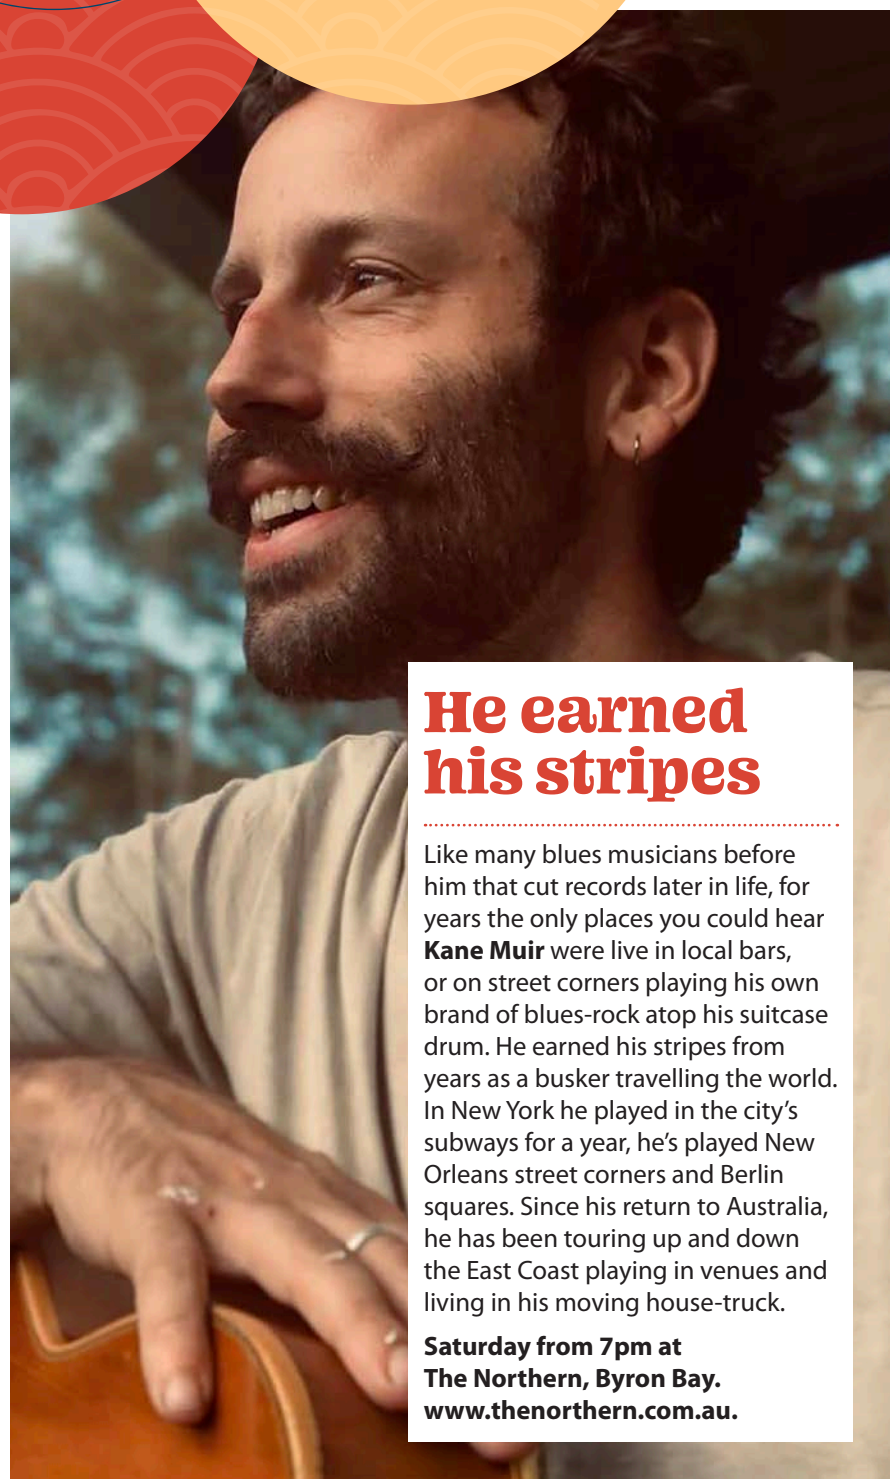 He earned
his stripes
Like many blues musicians before
him that cut records later in life, for
years the only places you could hear
Kane Muir were live in local bars,
or on street corners playing his own
brand of blues-rock atop his suitcase
drum. He earned his stripes from
years as a busker travelling the world.
In New York he played in the city’s
subways for a year, he’s played New
Orleans street corners and Berlin
squares. Since his return to Australia,
he has been touring up and down
the East Coast playing in venues and
living in his moving house-truck.
Saturday from 7pm at
The Northern, Byron Bay.
www.thenorthern.com.au.